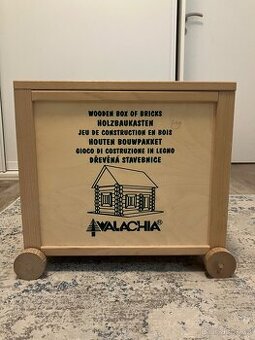 WOODEN BOX OF BRICKS
HOLZBAUKASTEN
JEU DE CONSTRUCTION EN BOIS
HOUTEN BOUWPAKKET
GIOCO DI COSTRUZIONE IN LEGNO
DŘEVĚNÁ STAVEBNICE
WALACHIA®